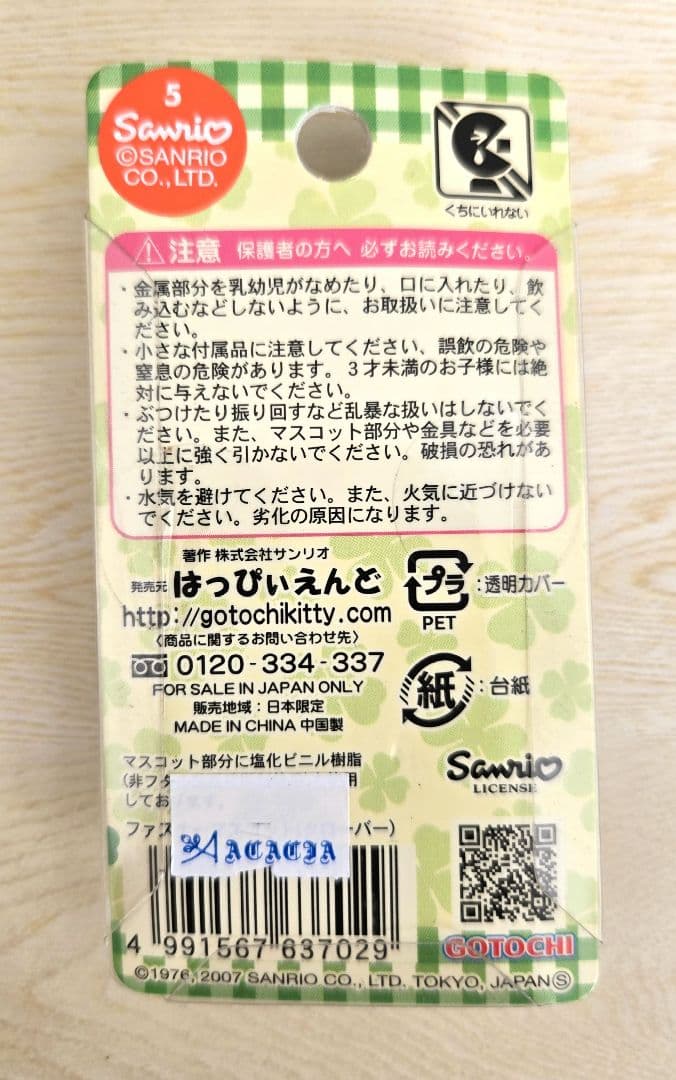 5
Sanrio
©SANRIO
CO.,LTD.
くちにいれない
注意 保護者の方へ 必ずお読みください。
・金属部分を乳幼児がなめたり、口に入れたり、飲
み込むなどしないように、お取扱いに注意してく
ださい。
・小さな付属品に注意してください、誤飲の危険や
窒息の危険があります。3才未満のお子様には絶
対に与えないでください。
・ぶつけたり振り回すなど乱暴な扱いはしないでく
ださい。また、マスコット部分や金具などを必要
以上に強く引かないでください。破損の恐れがあ
ります。
・水気を避けてください。また、火気に近づけない
でください。劣化の原因になります。
著作 株式会社サンリオ
発売元 はっぴぃえんど
http://gotochikitty.com
〈商品に関するお問い合わせ先〉
0120-334-337
FOR SALE IN JAPAN ONLY
販売地域:日本限定
MADE IN CHINA 中国製
プラ:透明カバー
PET
紙:台紙
マスコット部分に塩化ビニル樹脂
(非フタ
用
しております。
ファス
ーバー)
ACACIA
Sanrio
LICENSE
4 991567 637029
GOTOCHI
©1976, 2007 SANRIO CO., LTD. TOKYO, JAPAN Ⓢ